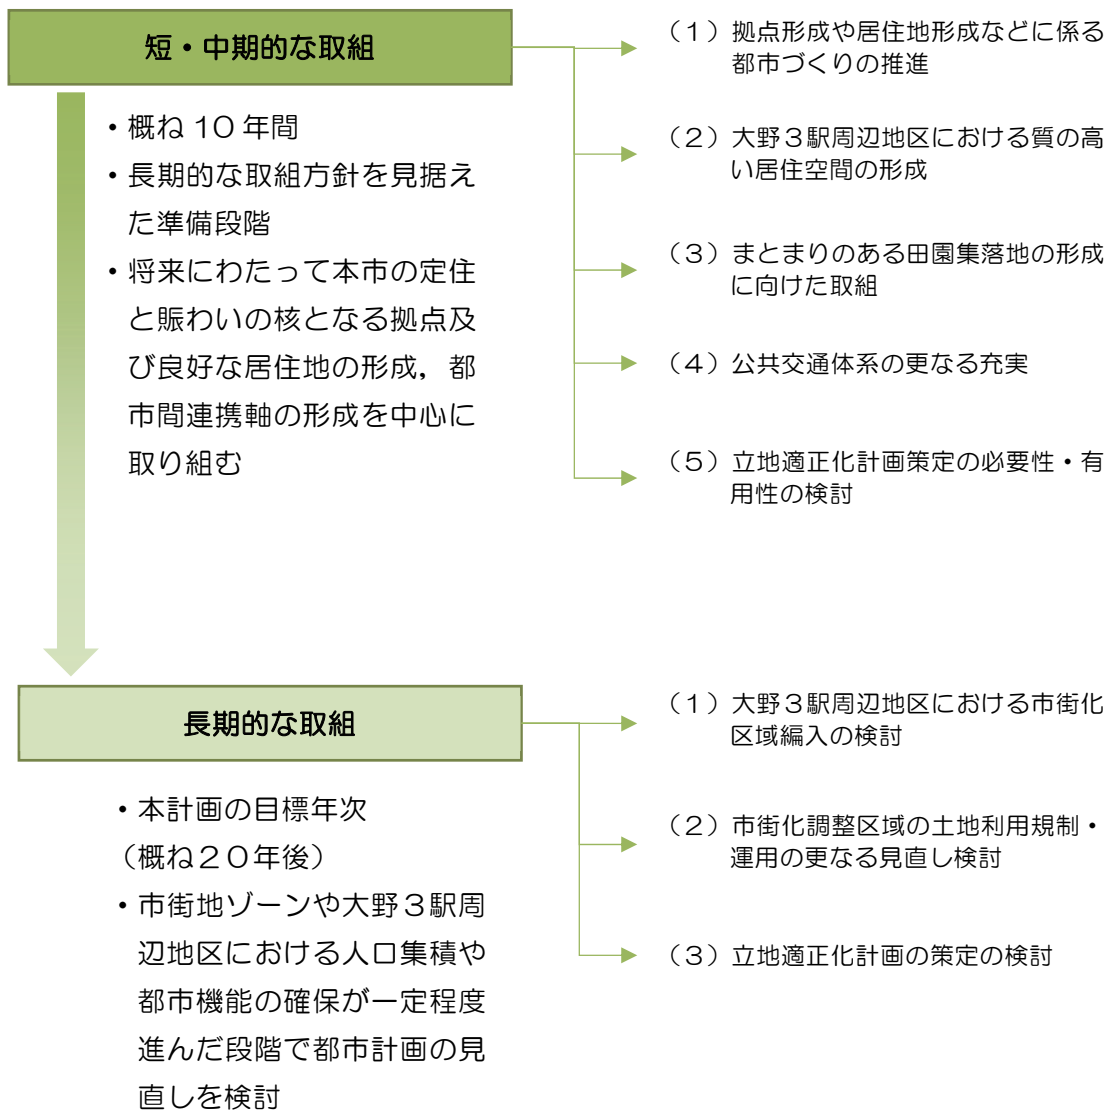 短・中期的な取組
・概ね 10 年間
・長期的な取組方針を見据え
た準備段階
・将来にわたって本市の定住
と賑わいの核となる拠点及
び良好な居住地の形成，都
市間連携軸の形成を中心に
取り組む
（１）拠点形成や居住地形成などに係る
都市づくりの推進
（２）大野３駅周辺地区における質の高
い居住空間の形成
（３）まとまりのある田園集落地の形成
に向けた取組
（４）公共交通体系の更なる充実
（５）立地適正化計画策定の必要性・有
用性の検討
長期的な取組
・本計画の目標年次
（概ね２０年後）
・市街地ゾーンや大野３駅周
辺地区における人口集積や
都市機能の確保が一定程度
進んだ段階で都市計画の見
直しを検討
（１）大野３駅周辺地区における市街化
区域編入の検討
（２）市街化調整区域の土地利用規制・
運用の更なる見直し検討
（３）立地適正化計画の策定の検討